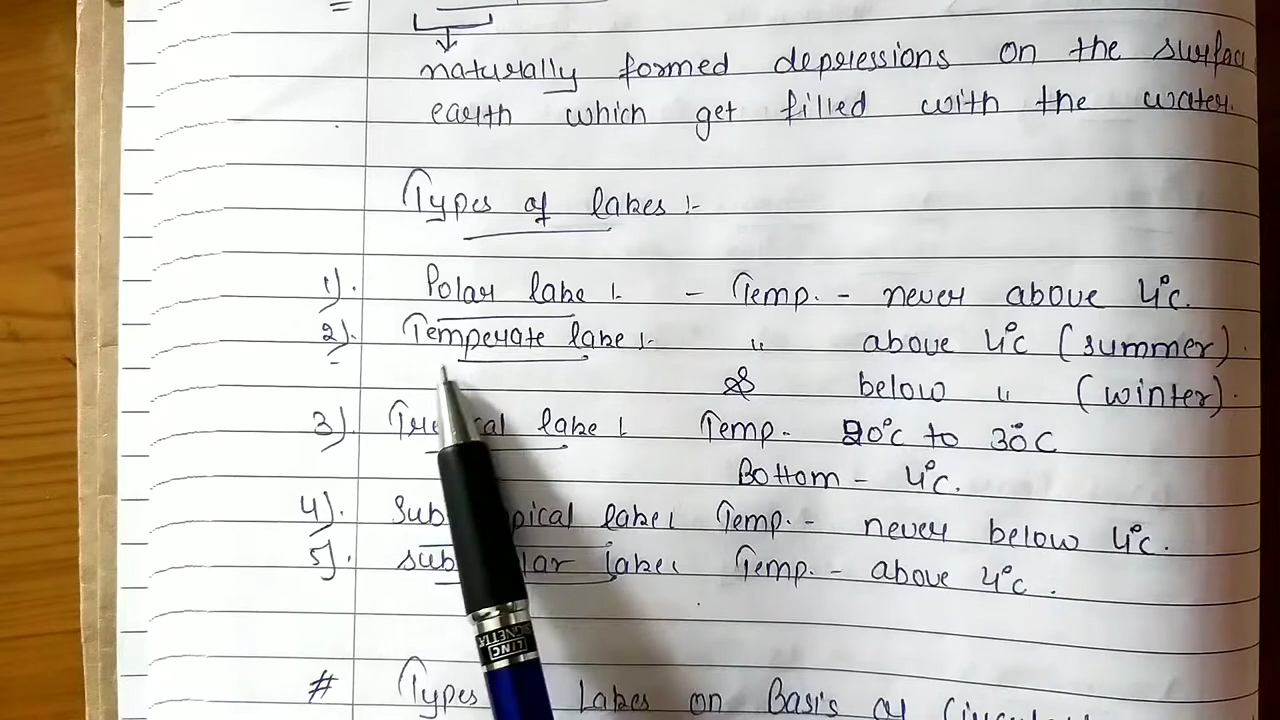 naturally formed depressions on the surfac
earth which get filled with the water.
Types of lakes :-
1). Polar lake :- - Temp. - never above 4°c.
2). Temperate lake :- " above 4°c (summer).
& below " (winter).
3). lake :- Temp. 20°c to 30°C
Bottom - 4°c.
4). Sub lake :- Temp. - never below 4°c.
5). sub lake :- Temp. - above 4°c.
# Types Lakes on Basis of
LINC
SIGNETTA